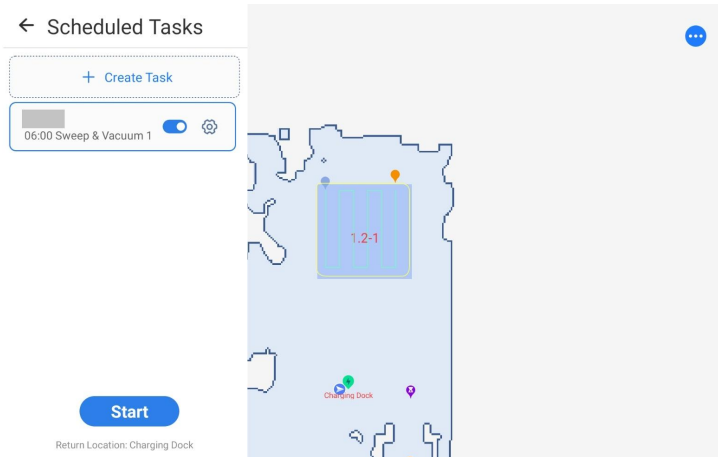 Scheduled Tasks
+ Create Task
06:00 Sweep & Vacuum 1
1.2-1
Charging Dock
Start
Return Location: Charging Dock